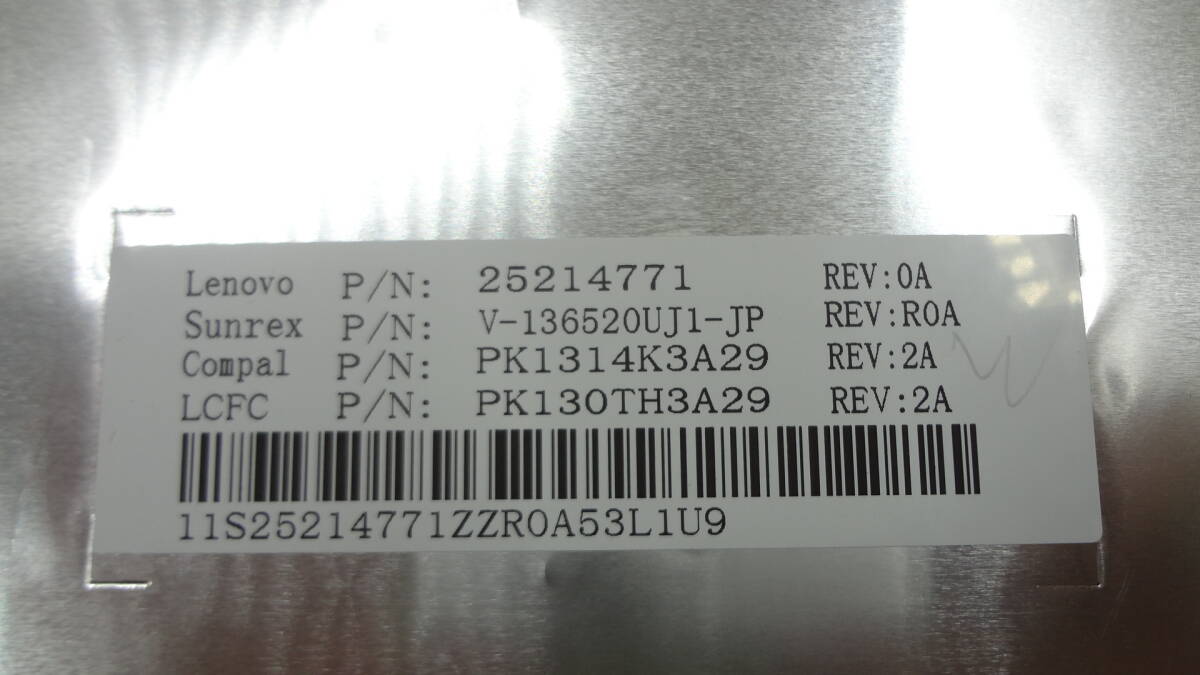 Lenovo P/N: 25214771 REV:0A
Sunrex P/N: V-136520UJ1-JP REV:R0A
Compal P/N: PK1314K3A29 REV:2A
LCFC P/N: PK130TH3A29 REV:2A
11S25214771ZZR0A53L1U9